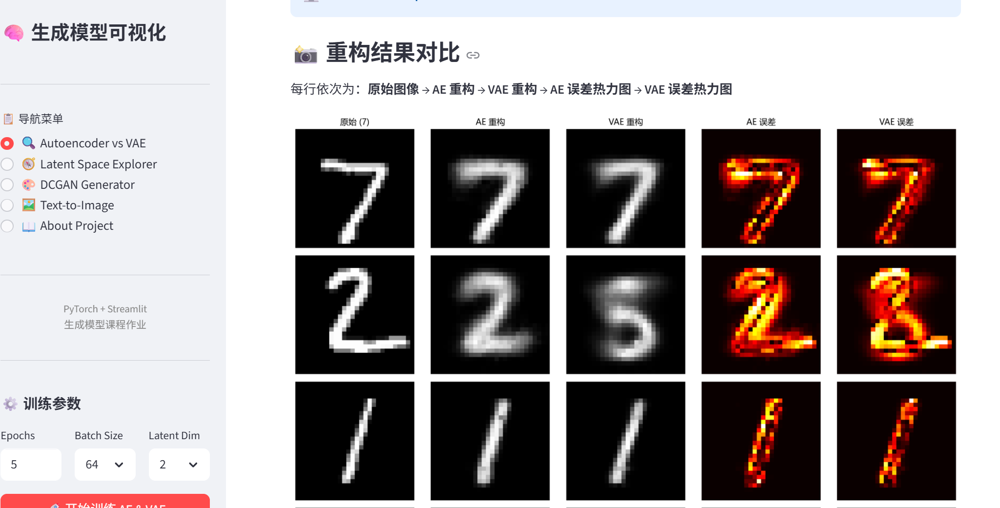 生成模型可视化
导航菜单
Autoencoder vs VAE
Latent Space Explorer
DCGAN Generator
Text-to-Image
About Project
PyTorch + Streamlit
生成模型课程作业
训练参数
Epochs
Batch Size
Latent Dim
5
64
2
开始训练 AE & VAE
重构结果对比
每行依次为：原始图像 → AE 重构 → VAE 重构 → AE 误差热力图 → VAE 误差热力图
原始 (7)
AE 重构
VAE 重构
AE 误差
VAE 误差